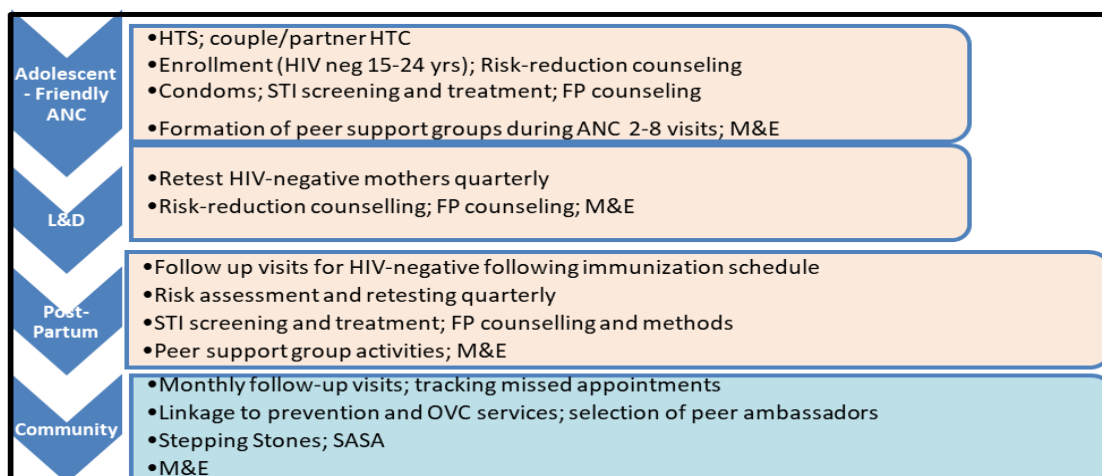 Adolescent
- Friendly
ANC
•HTS; couple/partner HTC
•Enrollment (HIV neg 15-24 yrs); Risk-reduction counseling
•Condoms; STI screening and treatment; FP counseling
•Formation of peer support groups during ANC 2-8 visits; M&E
L&D
•Retest HIV-negative mothers quarterly
•Risk-reduction counselling; FP counseling; M&E
Post-
Partum
•Follow up visits for HIV-negative following immunization schedule
•Risk assessment and retesting quarterly
•STI screening and treatment; FP counselling and methods
•Peer support group activities; M&E
Community
•Monthly follow-up visits; tracking missed appointments
•Linkage to prevention and OVC services; selection of peer ambassadors
•Stepping Stones; SASA
•M&E